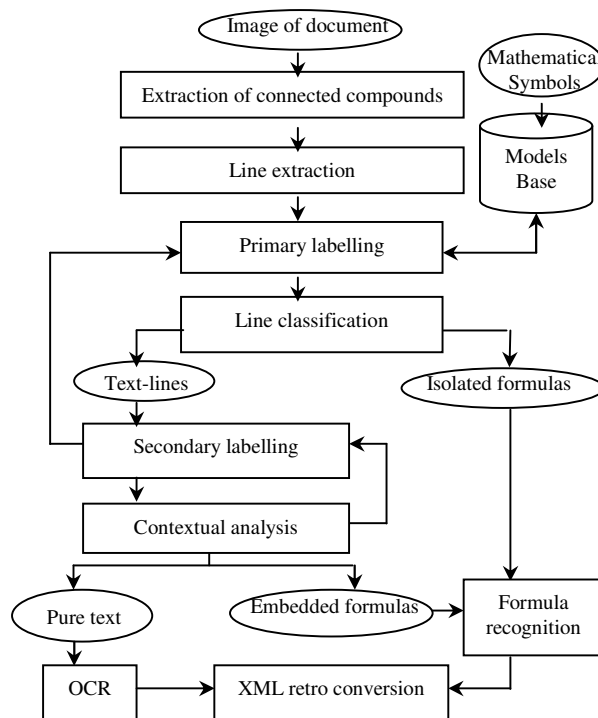 Image of document
Mathematical
Symbols
Extraction of connected compounds
Models
Base
Line extraction
Primary labelling
Line classification
Text-lines
Isolated formulas
Secondary labelling
Contextual analysis
Pure text
Embedded formulas
Formula
recognition
OCR
XML retro conversion